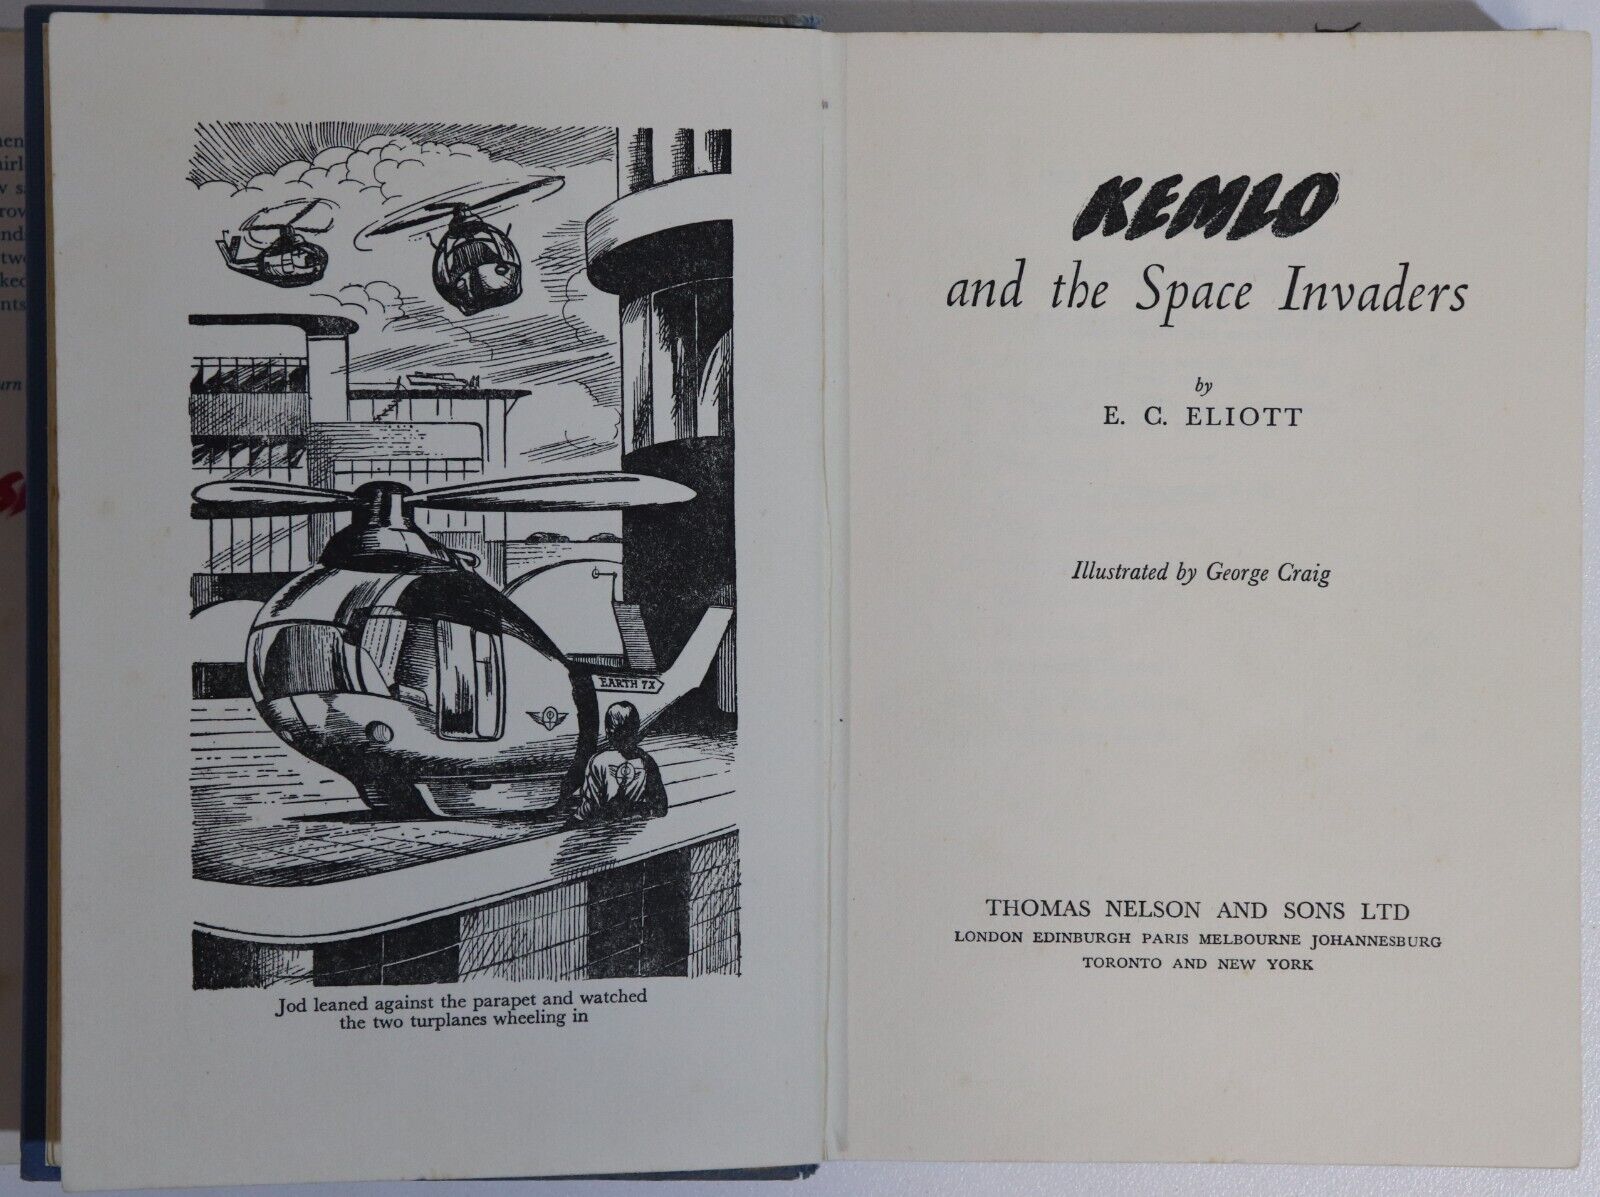 EARTH 7X
Jod leaned against the parapet and watched
the two turplanes wheeling in
KEMLO
and the Space Invaders
by
E. C. ELIOTT
Illustrated by George Craig
THOMAS NELSON AND SONS LTD
LONDON EDINBURGH PARIS MELBOURNE JOHANNESBURG
TORONTO AND NEW YORK